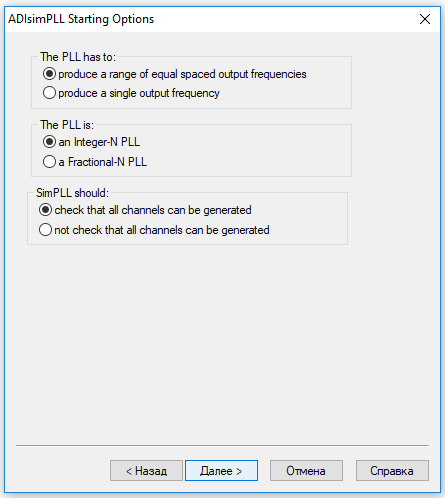 ADIsimPLL Starting Options
The PLL has to:
produce a range of equal spaced output frequencies
produce a single output frequency
The PLL is:
an Integer-N PLL
a Fractional-N PLL
SimPLL should:
check that all channels can be generated
not check that all channels can be generated
< Назад Далее > Отмена Справка